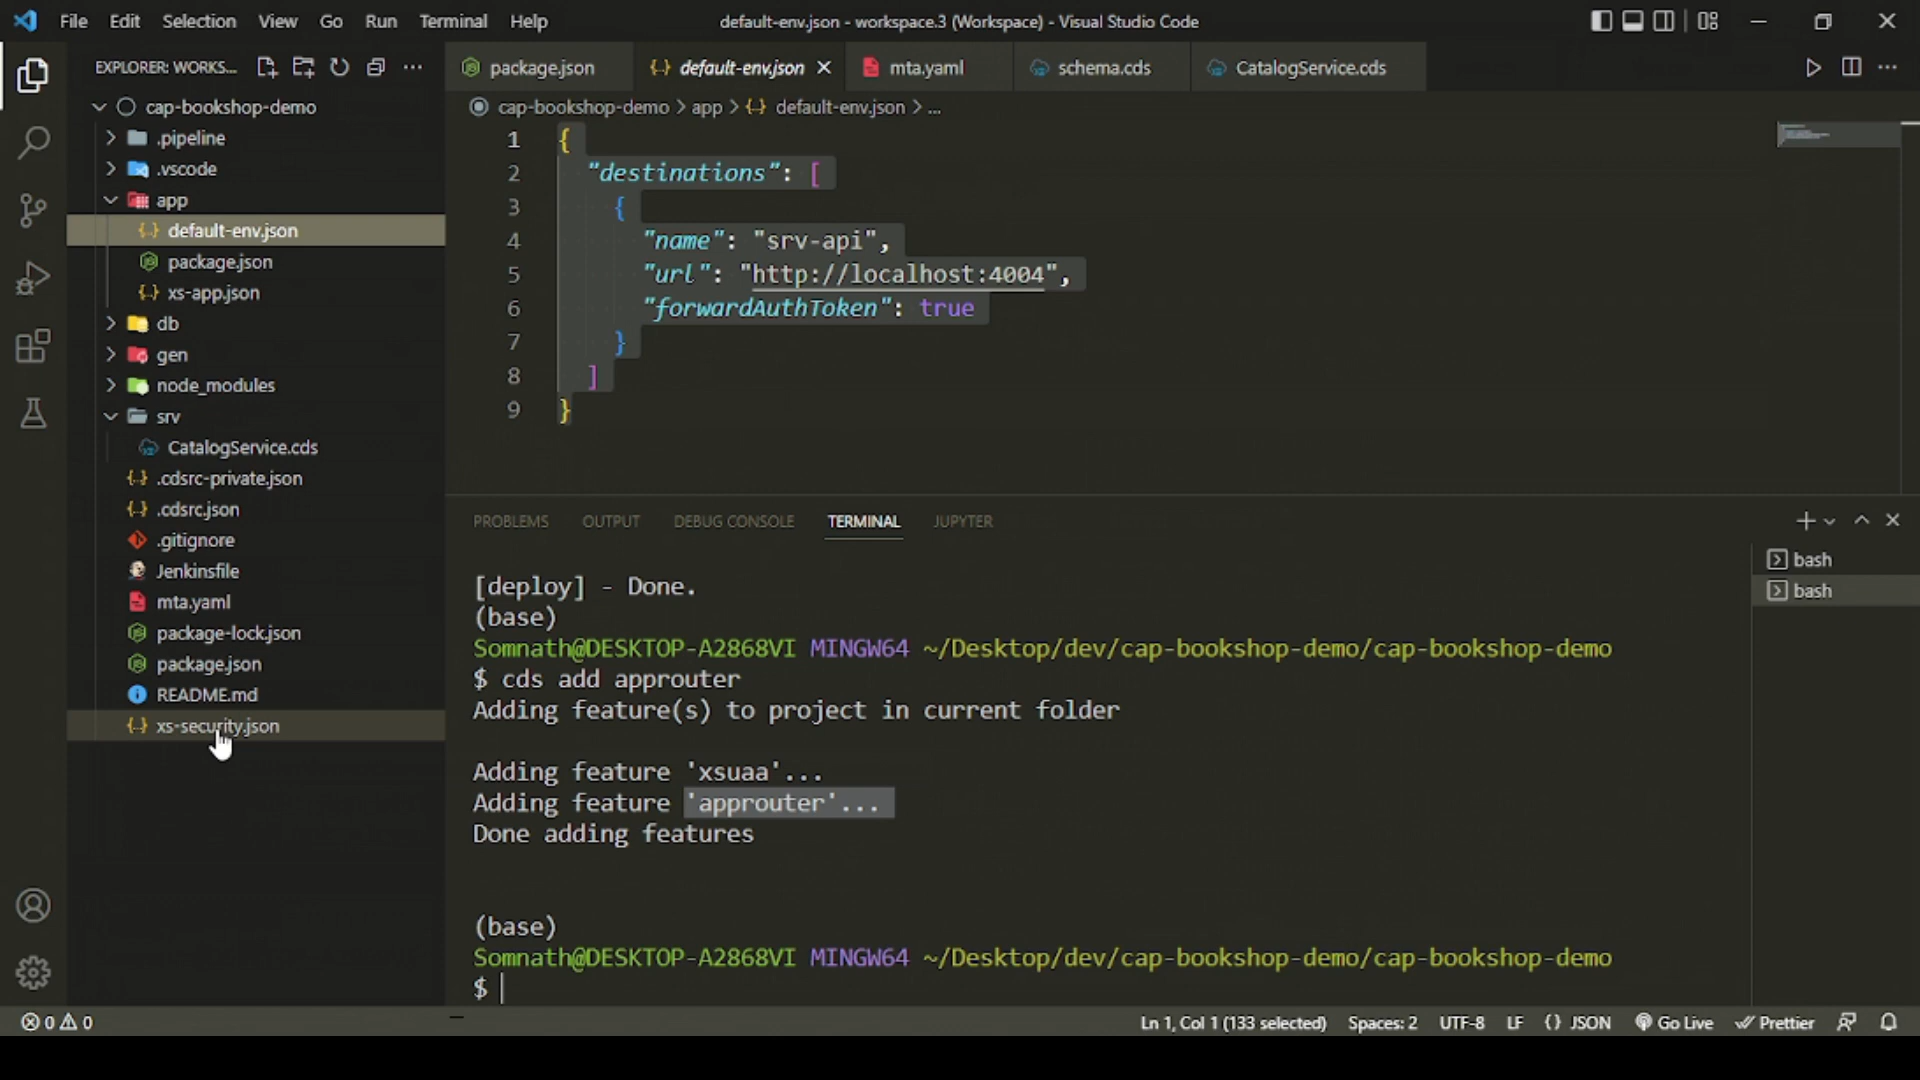 File Edit Selection View Go Run Terminal Help
default-env.json - workspace.3 (Workspace) - Visual Studio Code
EXPLORER: WORKS...
cap-bookshop-demo
.pipeline
.vscode
app
default-env.json
package.json
xs-app.json
db
gen
node_modules
srv
CatalogService.cds
.cdsrc-private.json
.cdsrc.json
.gitignore
Jenkinsfile
mta.yaml
package-lock.json
package.json
README.md
xs-security.json
package.json default-env.json mta.yaml schema.cds CatalogService.cds
cap-bookshop-demo > app > {} default-env.json > ...
1 {
2 "destinations": [
3 {
4 "name": "srv-api",
5 "url": "http://localhost:4004",
6 "forwardAuthToken": true
7 }
8 ]
9 }
PROBLEMS OUTPUT DEBUG CONSOLE TERMINAL JUPYTER
bash
bash
[deploy] - Done.
(base)
Somnath@DESKTOP-A2868VI MINGW64 ~/Desktop/dev/cap-bookshop-demo/cap-bookshop-demo
$ cds add approuter
Adding feature(s) to project in current folder
Adding feature 'xsuaa'...
Adding feature 'approuter'...
Done adding features
(base)
Somnath@DESKTOP-A2868VI MINGW64 ~/Desktop/dev/cap-bookshop-demo/cap-bookshop-demo
$
0 0 Ln 1, Col 1 (133 selected) Spaces: 2 UTF-8 LF {} JSON Go Live Prettier